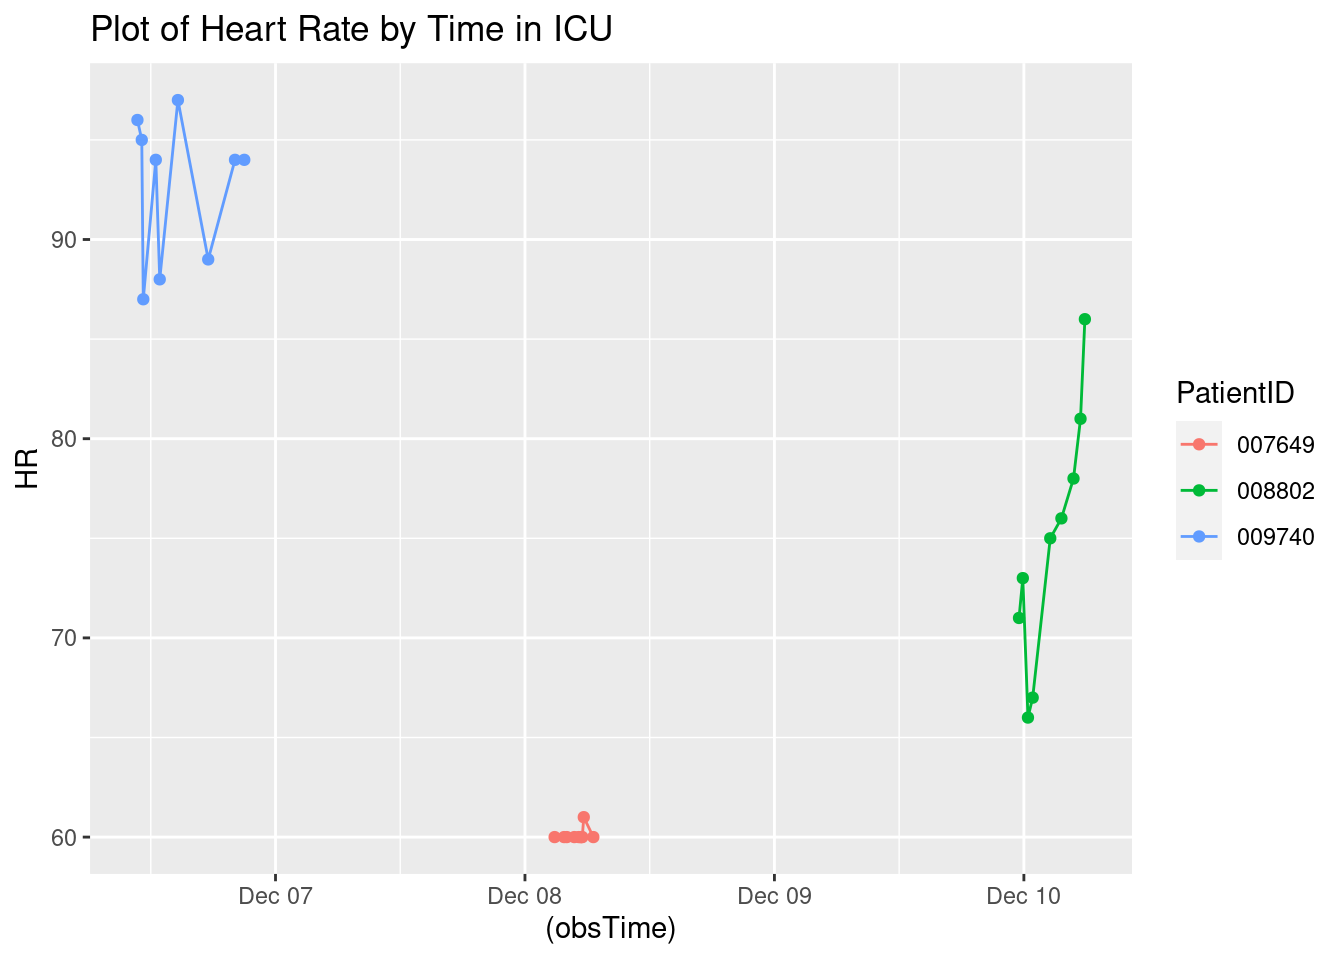 Plot of Heart Rate by Time in ICU
90
80
70
60
HR
Dec 07
Dec 08
Dec 09
Dec 10
(obsTime)
PatientID
007649
008802
009740